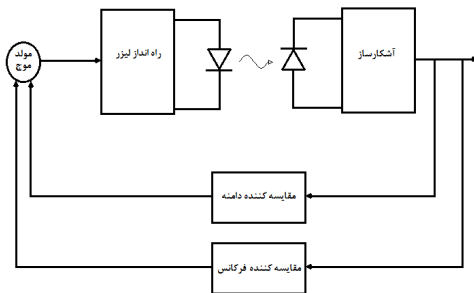 مولد
موج
راه انداز لیزر
آشکارساز
مقایسه کننده دامنه
مقایسه کننده فرکانس